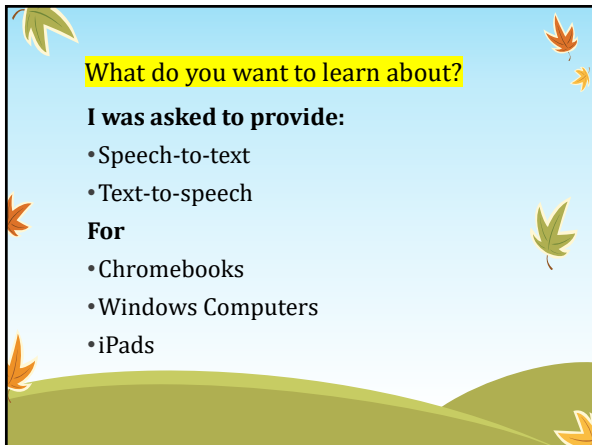 What do you want to learn about?
I was asked to provide:
•Speech-to-text
•Text-to-speech
For
•Chromebooks
•Windows Computers
•iPads